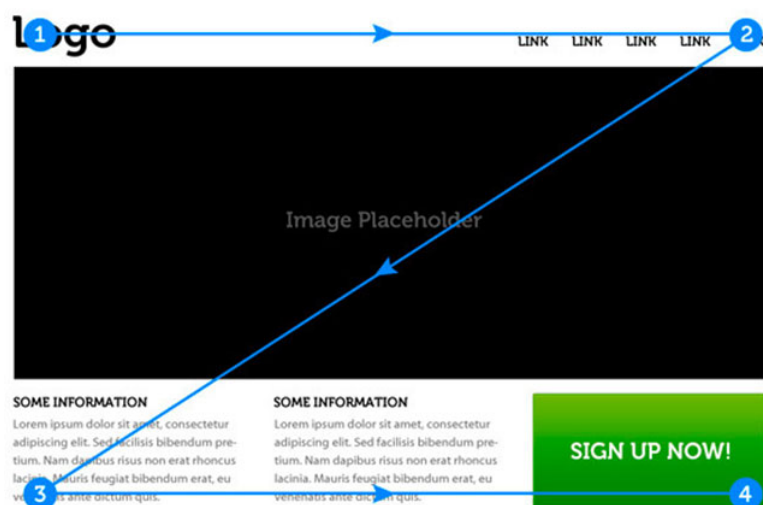 Logo
1
LINK LINK LINK LINK
2
Image Placeholder
SOME INFORMATION
Lorem ipsum dolor sit amet, consectetur
adipiscing elit. Sed facilisis bibendum pre-
tium. Nam dapibus risus non erat rhoncus
lacinia. Mauris feugiat bibendum erat, eu
venenatis ante dictum quis.
SOME INFORMATION
Lorem ipsum dolor sit amet, consectetur
adipiscing elit. Sed facilisis bibendum pre-
tium. Nam dapibus risus non erat rhoncus
lacinia. Mauris feugiat bibendum erat, eu
venenatis ante dictum quis.
SIGN UP NOW!
3
4